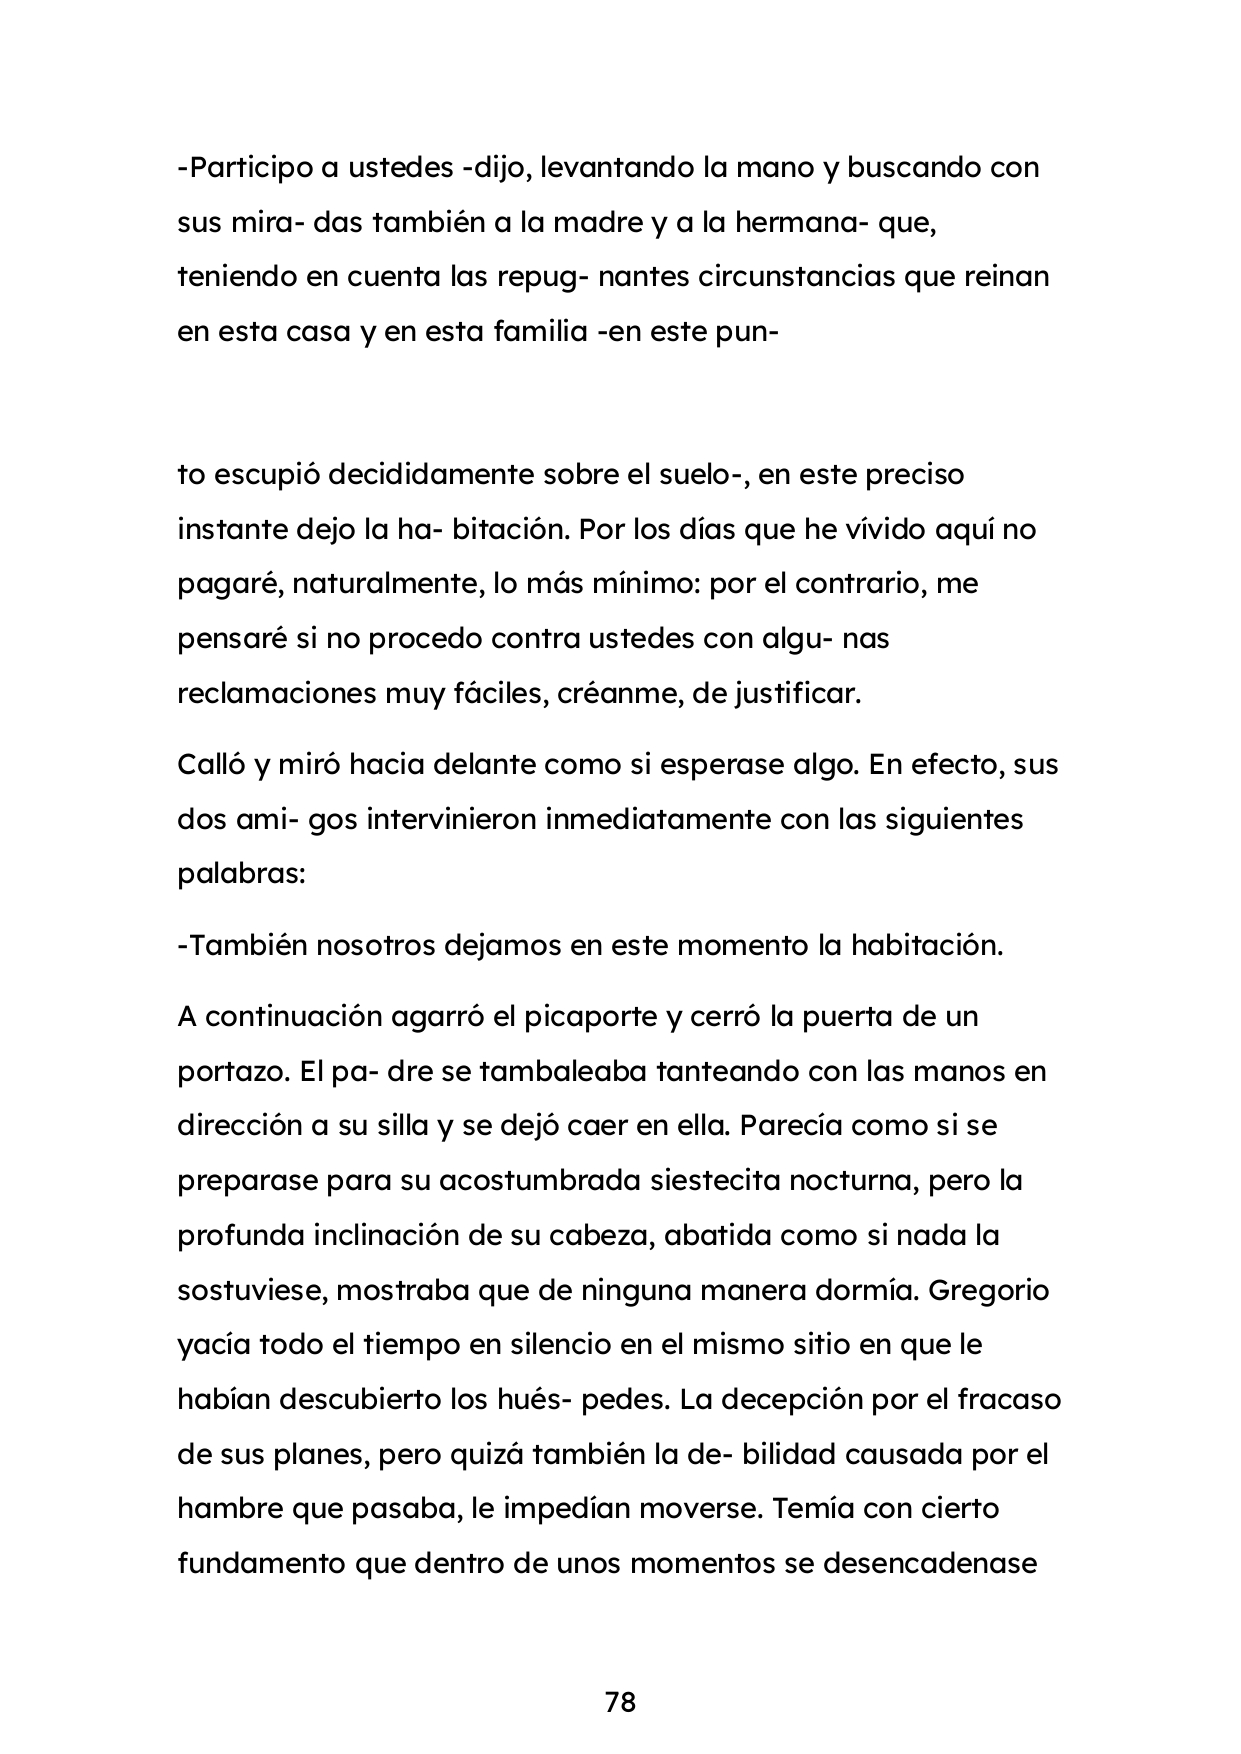 -Participo a ustedes -dijo, levantando la mano y buscando con
sus mira- das también a la madre y a la hermana- que,
teniendo en cuenta las repug- nantes circunstancias que reinan
en esta casa y en esta familia -en este pun-
to escupió decididamente sobre el suelo-, en este preciso
instante dejo la ha- bitación. Por los días que he vívido aquí no
pagaré, naturalmente, lo más mínimo: por el contrario, me
pensaré si no procedo contra ustedes con algu- nas
reclamaciones muy fáciles, créanme, de justificar.
Calló y miró hacia delante como si esperase algo. En efecto, sus
dos ami- gos intervinieron inmediatamente con las siguientes
palabras:
-También nosotros dejamos en este momento la habitación.
A continuación agarró el picaporte y cerró la puerta de un
portazo. El pa- dre se tambaleaba tanteando con las manos en
dirección a su silla y se dejó caer en ella. Parecía como si se
preparase para su acostumbrada siestecita nocturna, pero la
profunda inclinación de su cabeza, abatida como si nada la
sostuviese, mostraba que de ninguna manera dormía. Gregorio
yacía todo el tiempo en silencio en el mismo sitio en que le
habían descubierto los hués- pedes. La decepción por el fracaso
de sus planes, pero quizá también la de- bilidad causada por el
hambre que pasaba, le impedían moverse. Temía con cierto
fundamento que dentro de unos momentos se desencadenase
78